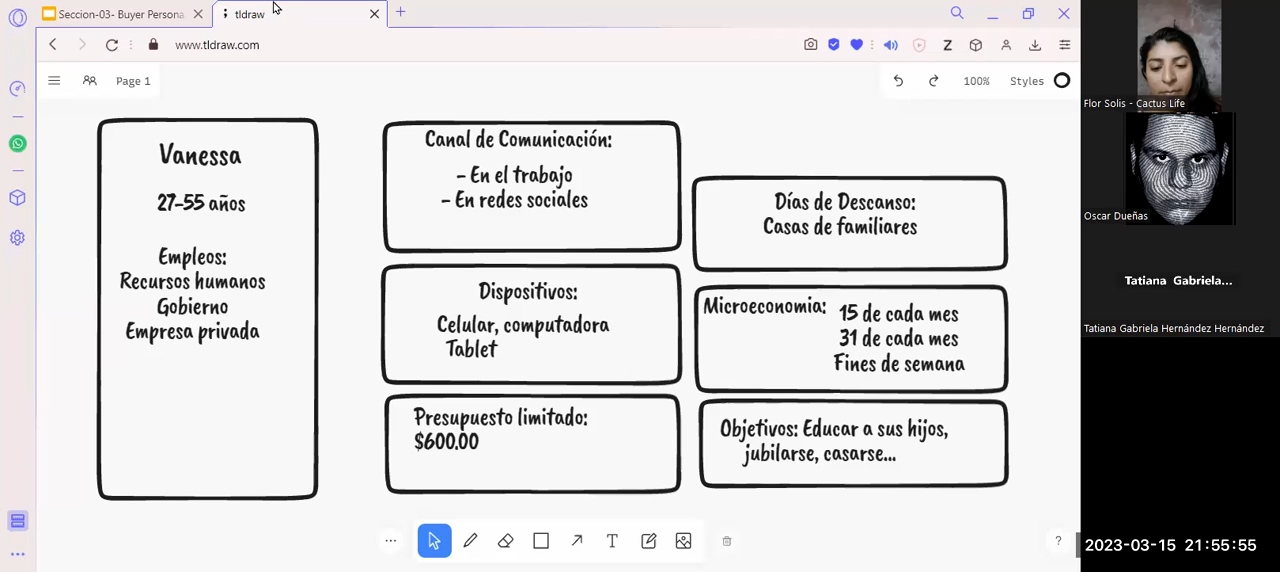 Seccion-03- Buyer Persona
tldraw
www.tldraw.com
Page 1
100%
Styles
Vanessa
27-55 años
Empleos:
Recursos humanos
Gobierno
Empresa privada
Canal de Comunicación:
- En el trabajo
- En redes sociales
Dispositivos:
Celular, computadora
Tablet
Presupuesto limitado:
$600.00
Días de Descanso:
Casas de familiares
Microeconomia:
15 de cada mes
31 de cada mes
Fines de semana
Objetivos: Educar a sus hijos,
jubilarse, casarse...
Flor Solis - Cactus Life
Oscar Dueñas
Tatiana Gabriela...
Tatiana Gabriela Hernández Hernández
2023-03-15 21:55:55